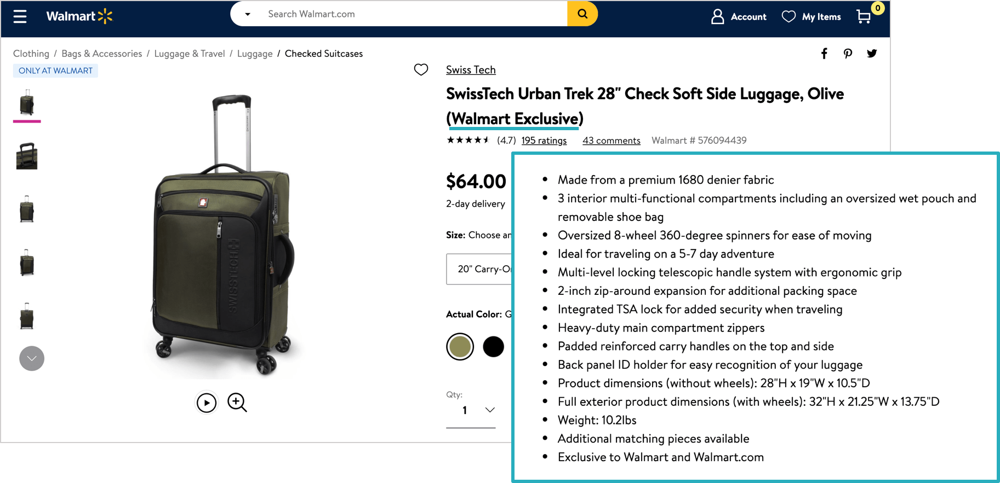 Walmart
Search Walmart.com
Account
My Items
0
Clothing / Bags & Accessories / Luggage & Travel / Luggage / Checked Suitcases
ONLY AT WALMART
Swiss Tech
SwissTech Urban Trek 28" Check Soft Side Luggage, Olive
(Walmart Exclusive)
(4.7) 195 ratings 43 comments Walmart # 576094439
$64.00
2-day delivery
Size: Choose an
20" Carry-O
Actual Color: G
Qty:
1
SWISSTECH
• Made from a premium 1680 denier fabric
• 3 interior multi-functional compartments including an oversized wet pouch and
removable shoe bag
• Oversized 8-wheel 360-degree spinners for ease of moving
• Ideal for traveling on a 5-7 day adventure
• Multi-level locking telescopic handle system with ergonomic grip
• 2-inch zip-around expansion for additional packing space
• Integrated TSA lock for added security when traveling
• Heavy-duty main compartment zippers
• Padded reinforced carry handles on the top and side
• Back panel ID holder for easy recognition of your luggage
• Product dimensions (without wheels): 28"H x 19"W x 10.5"D
• Full exterior product dimensions (with wheels): 32"H x 21.25"W x 13.75"D
• Weight: 10.2lbs
• Additional matching pieces available
• Exclusive to Walmart and Walmart.com